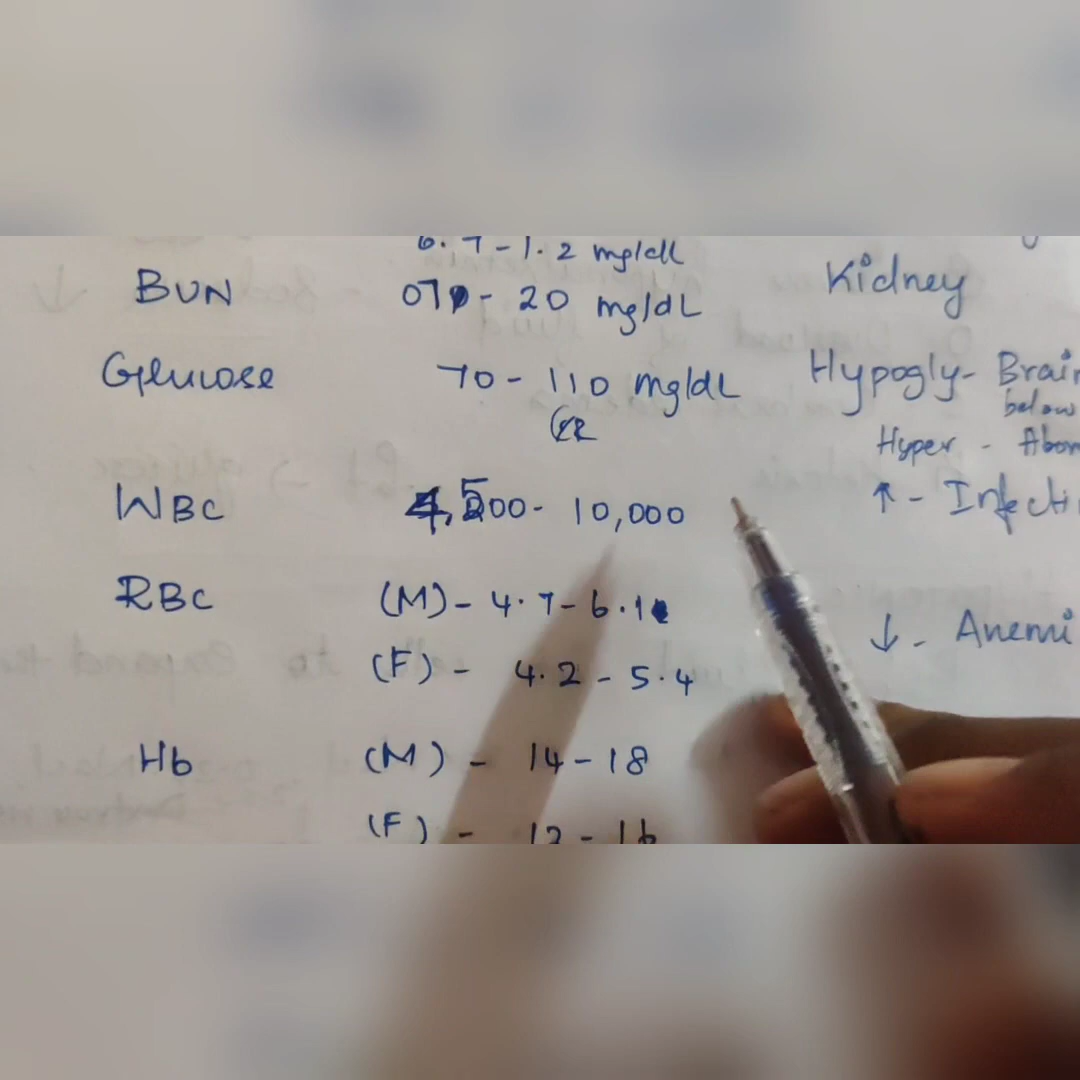 0.7-1.2 mg/dl
BUN 07 - 20 mg/dL Kidney
Glucose 70 - 110 mg/dL Hypogly - Brain
below
Hyper - Abov
WBC 4,500 - 10,000 ↑ - Infecti
RBC (M) - 4.7 - 6.1
(F) - 4.2 - 5.4 ↓ - Anemi
Hb (M) - 14 - 18
(F) - 12 - 16